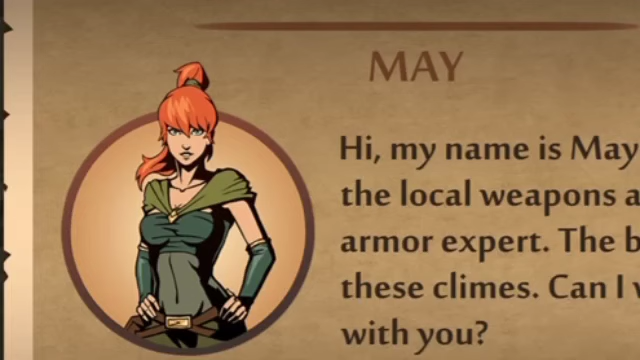 MAY
Hi, my name is May
the local weapons a
armor expert. The b
these climes. Can I
with you?